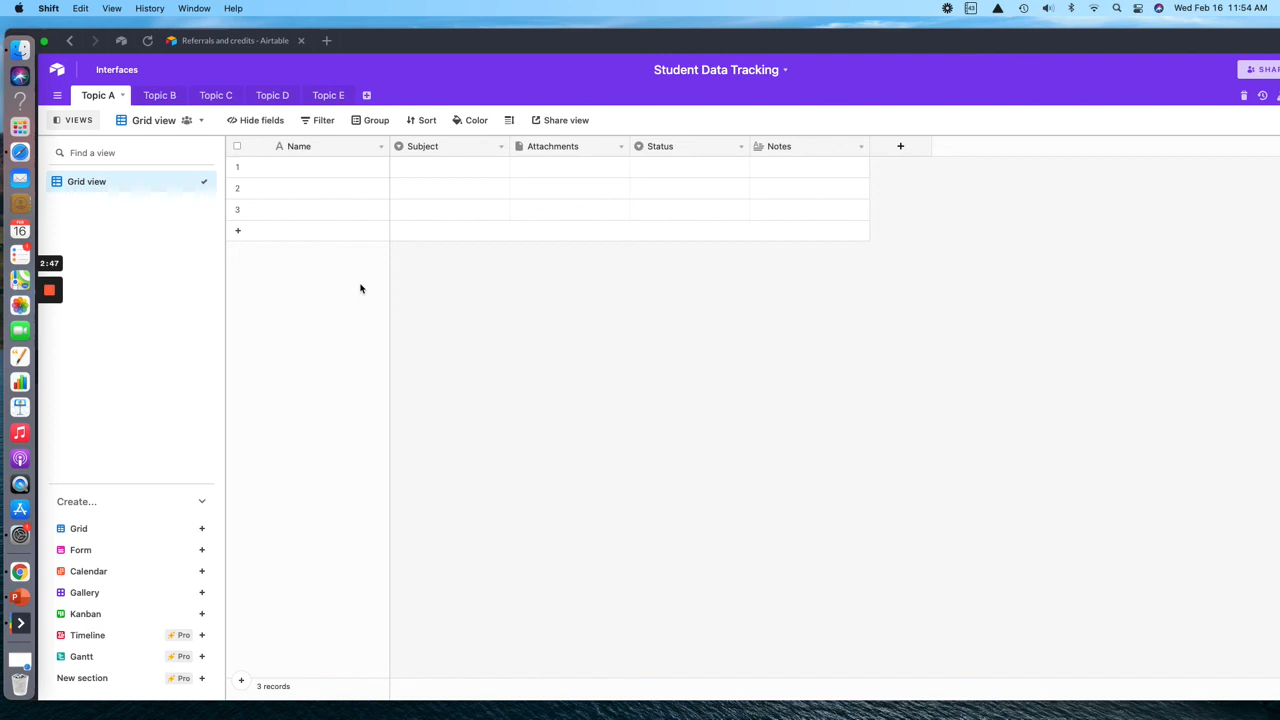 Shift Edit View History Window Help
43
Wed Feb 16 11:54 AM
Referrals and credits - Airtable
Interfaces
Student Data Tracking
SHAR
Topic A Topic B Topic C Topic D Topic E
VIEWS Grid view Hide fields Filter Group Sort Color Share view
Find a view
Name Subject Attachments Status Notes
1
Grid view
2
3
FEB
16
2:47
Create...
Grid
Form
Calendar
Gallery
Kanban
Timeline Pro
Gantt Pro
New section Pro
3 records